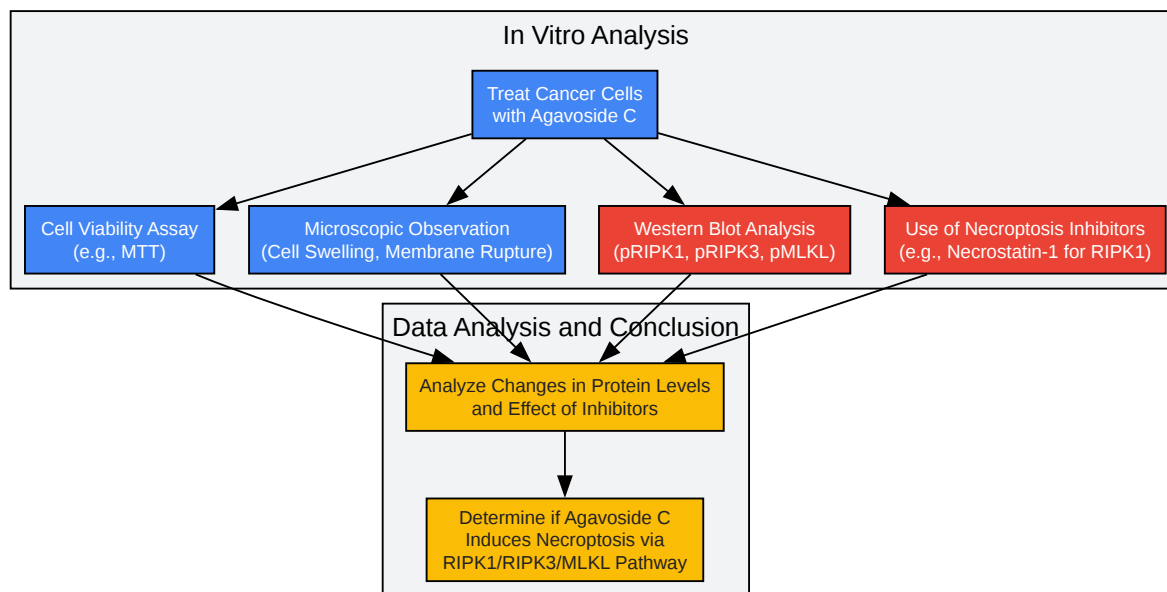 In Vitro Analysis
Treat Cancer Cells
with Agavoside C
Cell Viability Assay
(e.g., MTT)
Microscopic Observation
(Cell Swelling, Membrane Rupture)
Western Blot Analysis
(pRIPK1, pRIPK3, pMLKL)
Use of Necroptosis Inhibitors
(e.g., Necrostatin-1 for RIPK1)
Data Analysis and Conclusion
Analyze Changes in Protein Levels
and Effect of Inhibitors
Determine if Agavoside C
Induces Necroptosis via
RIPK1/RIPK3/MLKL Pathway